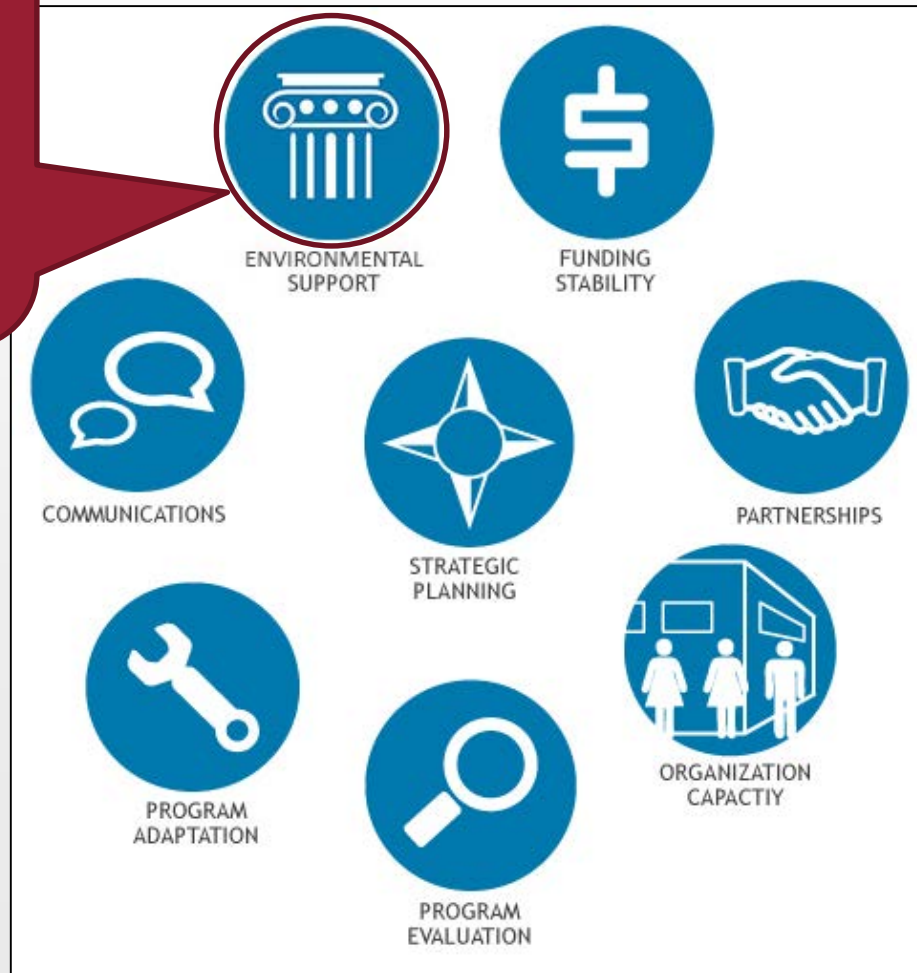 ENVIRONMENTAL
SUPPORT
FUNDING
STABILITY
COMMUNICATIONS
PARTNERSHIPS
STRATEGIC
PLANNING
ORGANIZATION
CAPACTIY
PROGRAM
ADAPTATION
PROGRAM
EVALUATION